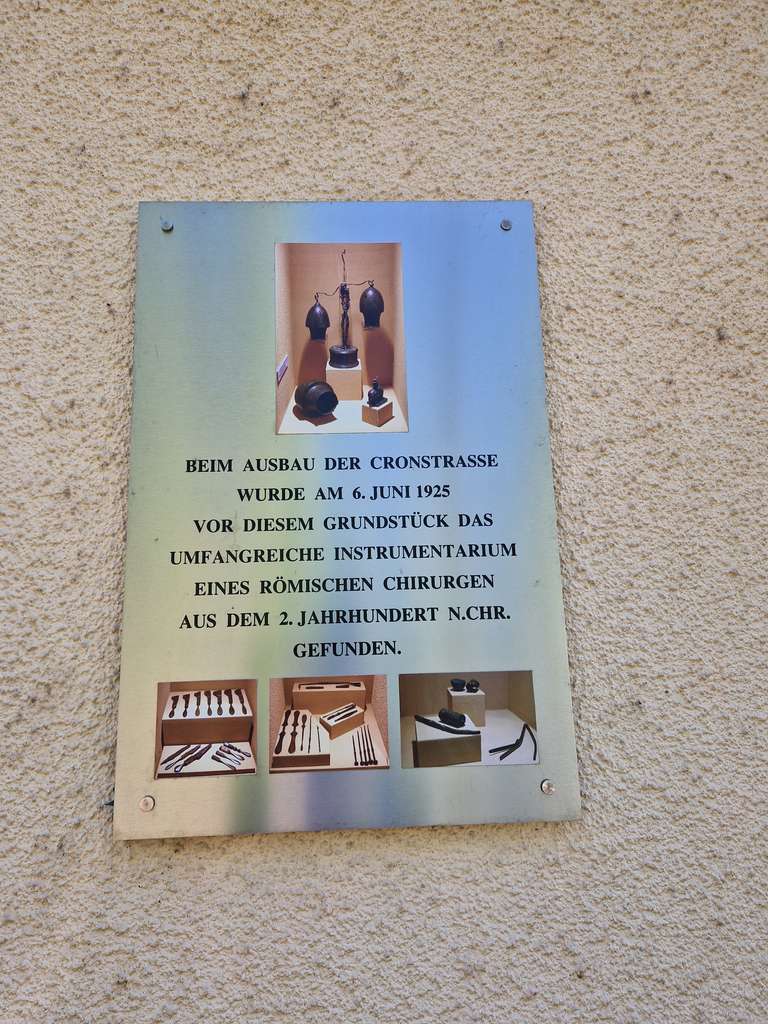 BEIM AUSBAU DER CRONSTRASSE
WURDE AM 6. JUNI 1925
VOR DIESEM GRUNDSTÜCK DAS
UMFANGREICHE INSTRUMENTARIUM
EINES RÖMISCHEN CHIRURGEN
AUS DEM 2. JAHRHUNDERT N.CHR.
GEFUNDEN.